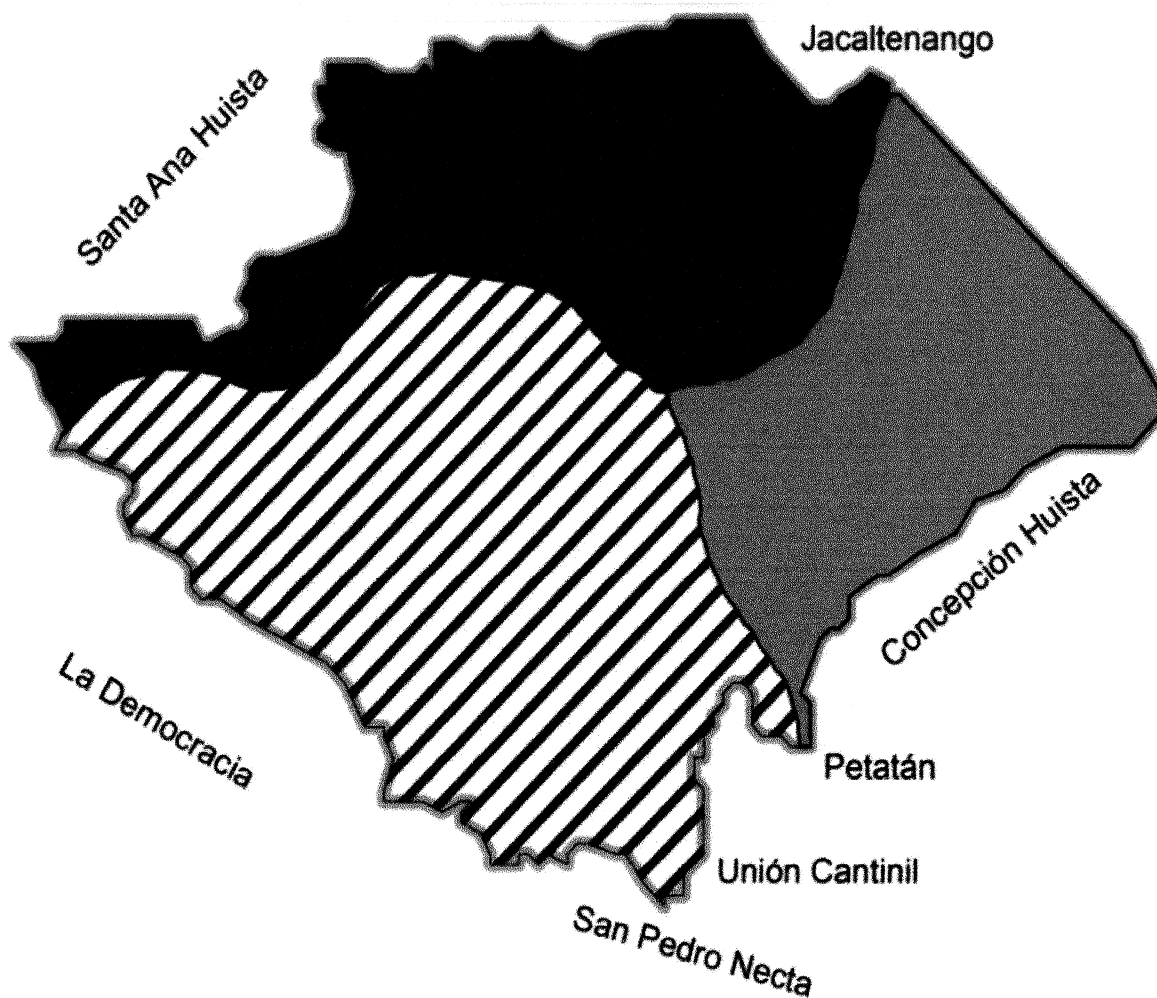 Jacaltenango
Santa Ana Huista
Concepción Huista
La Democracia
Petatán
Unión Cantinil
San Pedro Necta